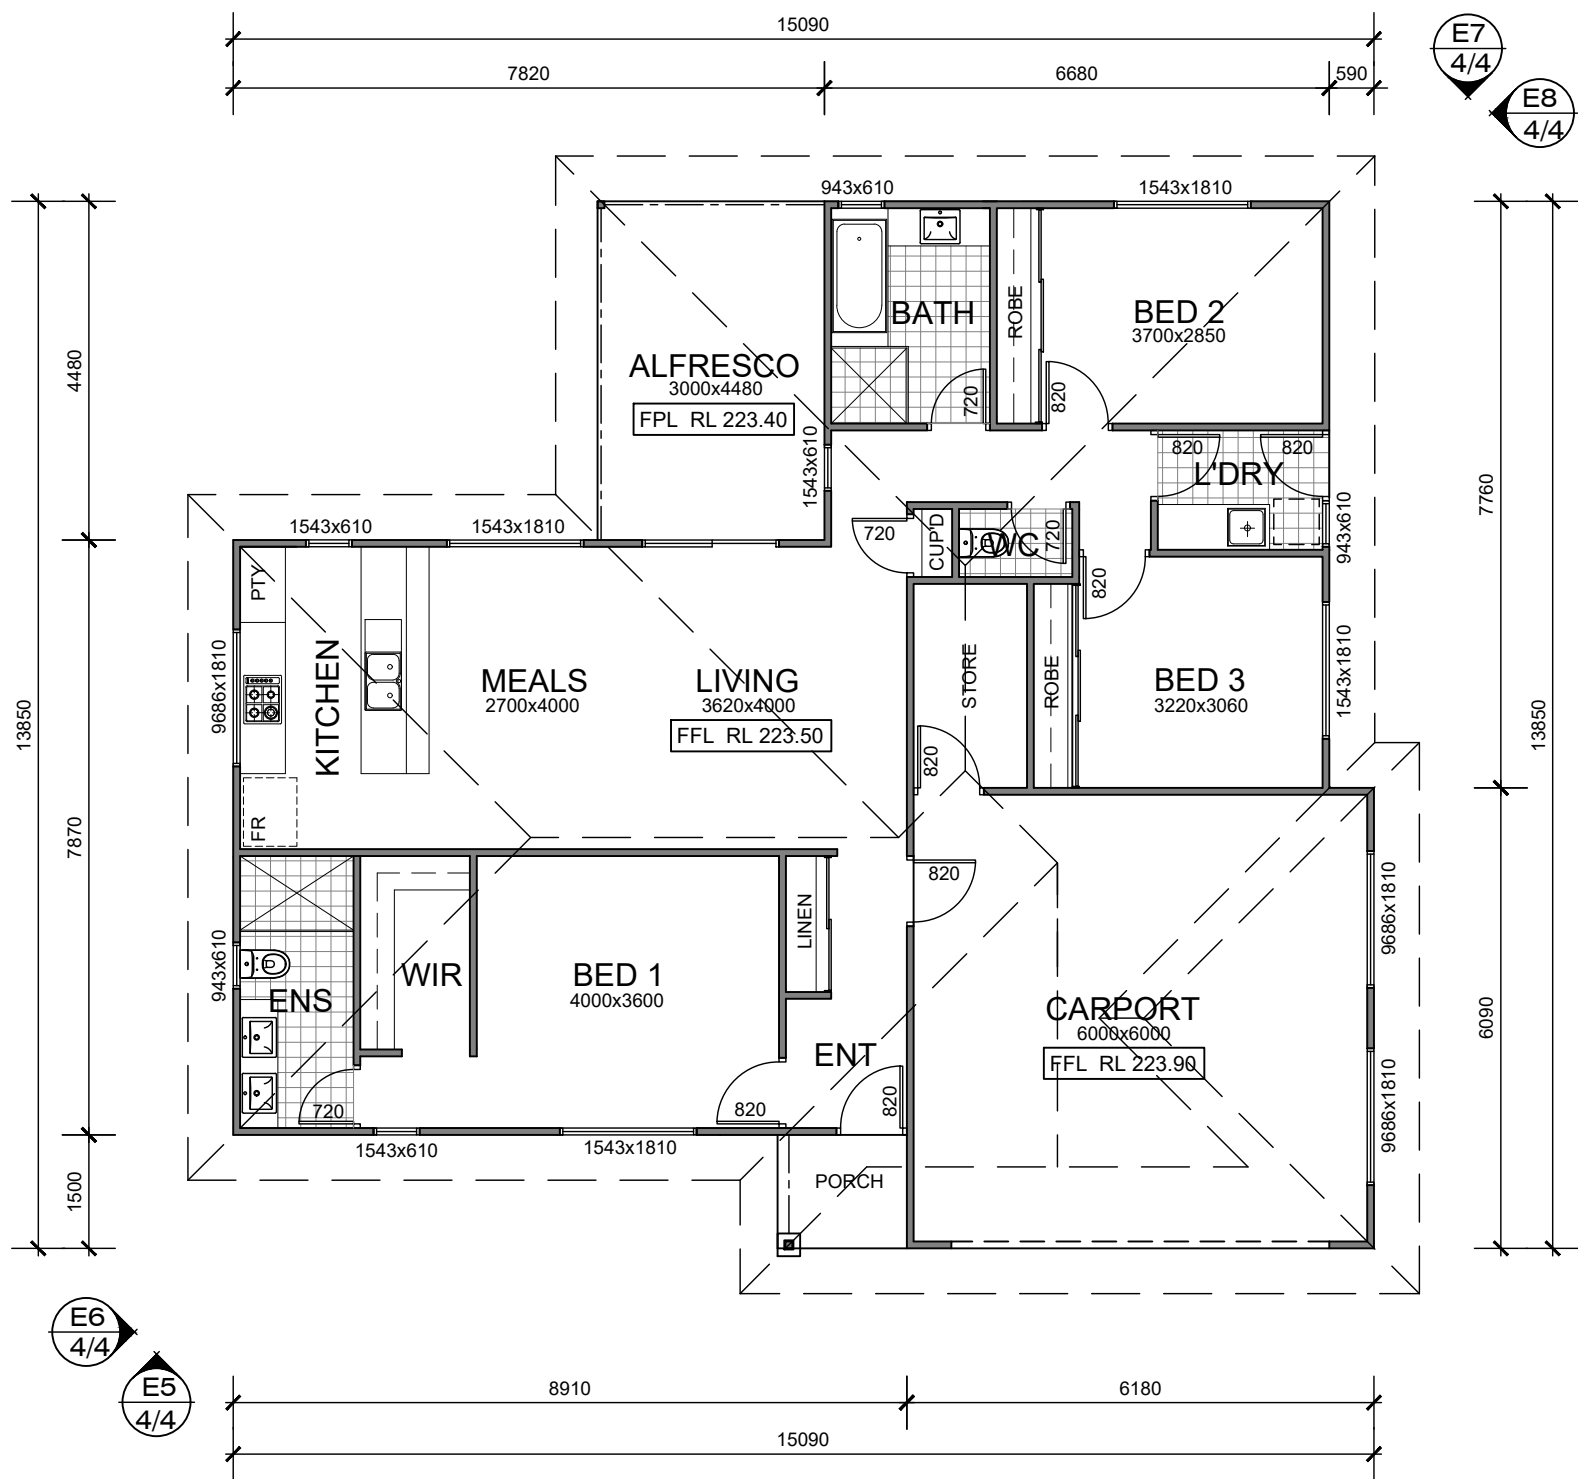 15090
7820
6680
590
E7
4/4
E8
4/4
943x610
1543x1810
13850
4480
7870
1500
ALFRESCO
3000x4480
FPL RL 223.40
BATH
720
ROBE
BED 2
3700x2850
820
1543x610
820
820
L'DRY
943x610
7760
13850
6090
1543x610
1543x1810
720
CUP'D
WC
720
820
PTY
KITCHEN
9686x1810
FR
MEALS
2700x4000
LIVING
3620x4000
FFL RL 223.50
STORE
820
ROBE
BED 3
3220x3060
1543x1810
820
LINEN
943x610
ENS
WIR
BED 1
4000x3600
CARPORT
6000x6000
FFL RL 223.90
9686x1810
9686x1810
ENT
720
820
820
1543x610
1543x1810
PORCH
E6
4/4
E5
4/4
8910
6180
15090